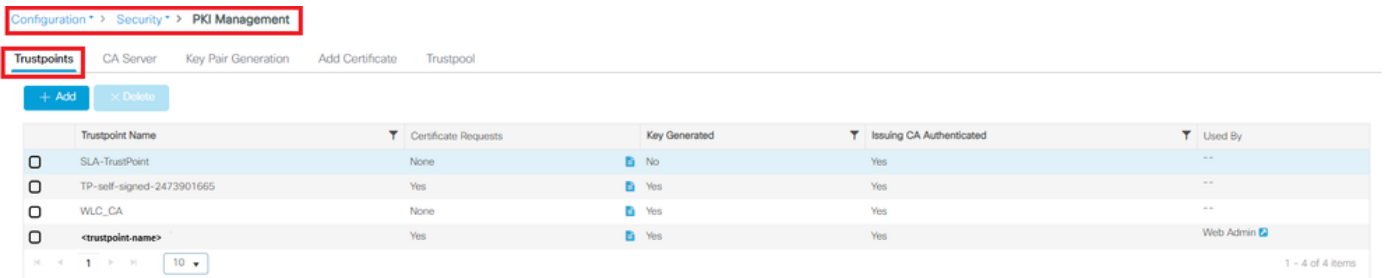 Configuration > Security > PKI Management
Trustpoints CA Server Key Pair Generation Add Certificate Trustpool
+ Add × Delete
Trustpoint Name Certificate Requests Key Generated Issuing CA Authenticated Used By
SLA-TrustPoint None No Yes --
TP-self-signed-2473901665 Yes Yes Yes --
WLC_CA None Yes Yes --
<trustpoint-name> Yes Yes Yes Web Admin
1 10 1 - 4 of 4 items